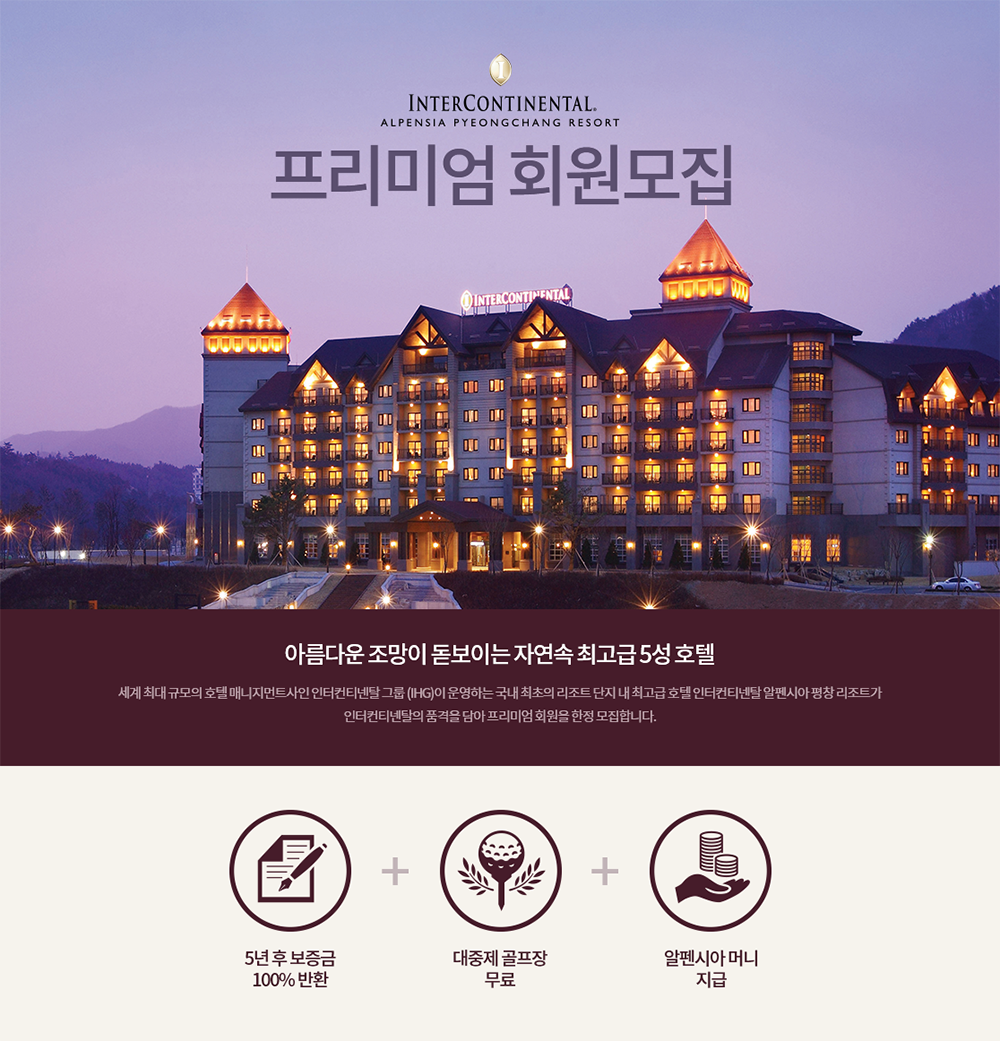 INTERCONTINENTAL.
ALPENSIA PYEONGCHANG RESORT
프리미엄 회원모집
INTERCONTINENTAL
아름다운 조망이 돋보이는 자연속 최고급 5성 호텔
세계 최대 규모의 호텔 매니지먼트사인 인터컨티넨탈 그룹 (IHG)이 운영하는 국내 최초의 리조트 단지 내 최고급 호텔 인터컨티넨탈 알펜시아 평창 리조트가
인터컨티넨탈의 품격을 담아 프리미엄 회원을 한정 모집합니다.
5년 후 보증금
100% 반환
대중제 골프장
무료
알펜시아 머니
지급